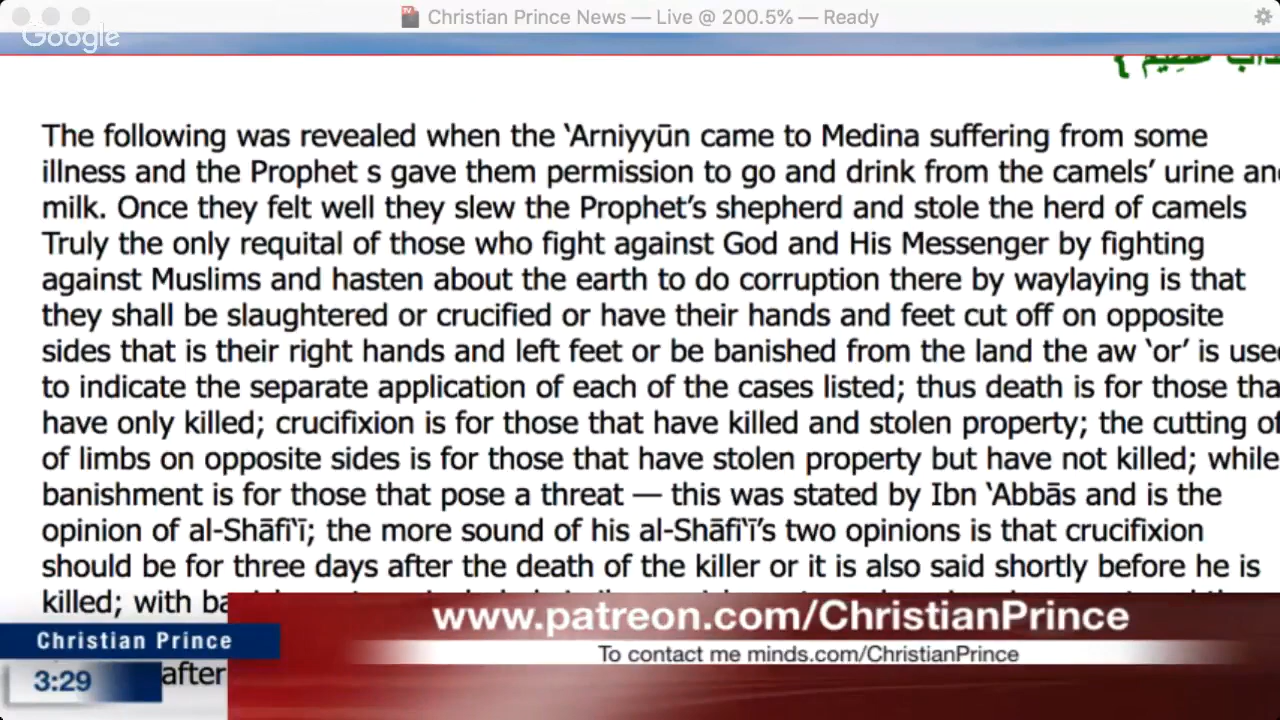 Christian Prince News — Live @ 200.5% — Ready
Google
The following was revealed when the ‘Arniyyūn came to Medina suffering from some
illness and the Prophet s gave them permission to go and drink from the camels’ urine an
milk. Once they felt well they slew the Prophet’s shepherd and stole the herd of camels
Truly the only requital of those who fight against God and His Messenger by fighting
against Muslims and hasten about the earth to do corruption there by waylaying is that
they shall be slaughtered or crucified or have their hands and feet cut off on opposite
sides that is their right hands and left feet or be banished from the land the aw ‘or’ is use
to indicate the separate application of each of the cases listed; thus death is for those tha
have only killed; crucifixion is for those that have killed and stolen property; the cutting of
of limbs on opposite sides is for those that have stolen property but have not killed; while
banishment is for those that pose a threat — this was stated by Ibn ‘Abbās and is the
opinion of al-Shāfi‘ī; the more sound of his al-Shāfi‘ī’s two opinions is that crucifixion
should be for three days after the death of the killer or it is also said shortly before he is
killed; with
www.patreon.com/ChristianPrince
Christian Prince
To contact me minds.com/ChristianPrince
3:29
after